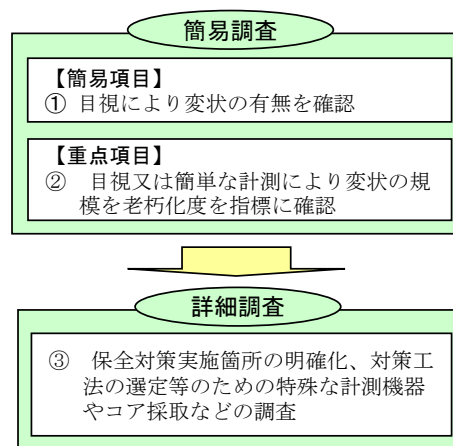 簡易調査
【簡易項目】
① 目視により変状の有無を確認
【重点項目】
② 目視又は簡単な計測により変状の規
模を老朽化度を指標に確認
詳細調査
③ 保全対策実施箇所の明確化、対策工
法の選定等のための特殊な計測機器
やコア採取などの調査